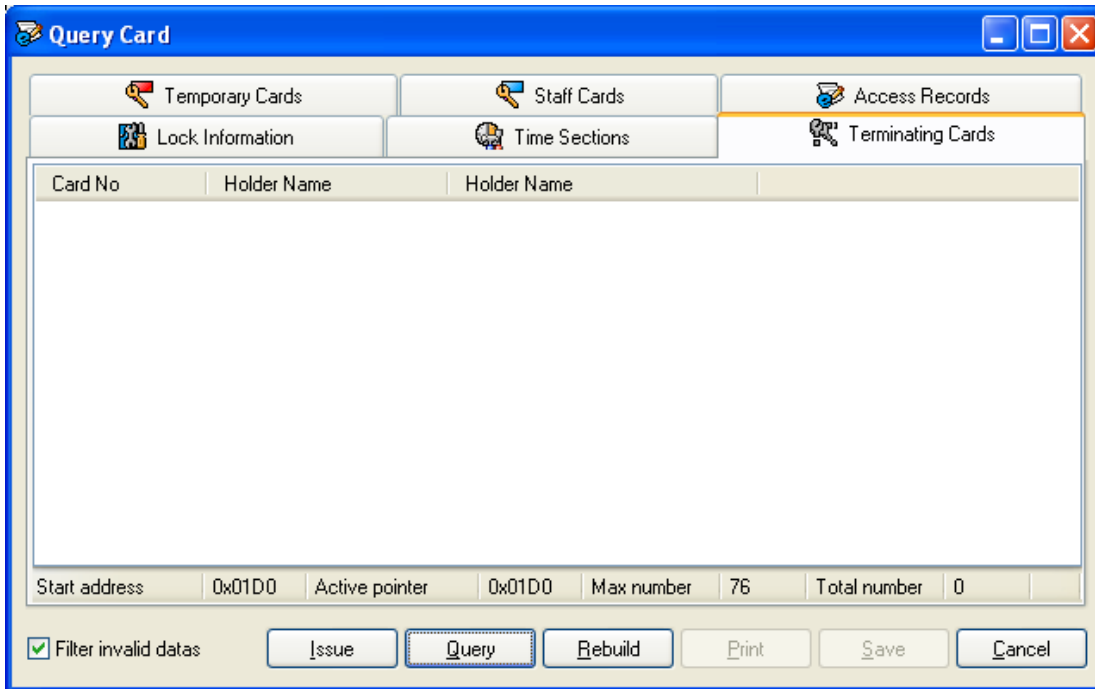 Query Card
Temporary Cards Staff Cards Access Records
Lock Information Time Sections Terminating Cards
Card No Holder Name Holder Name
Start address 0x01D0 Active pointer 0x01D0 Max number 76 Total number 0
Filter invalid datas Issue Query Rebuild Print Save Cancel